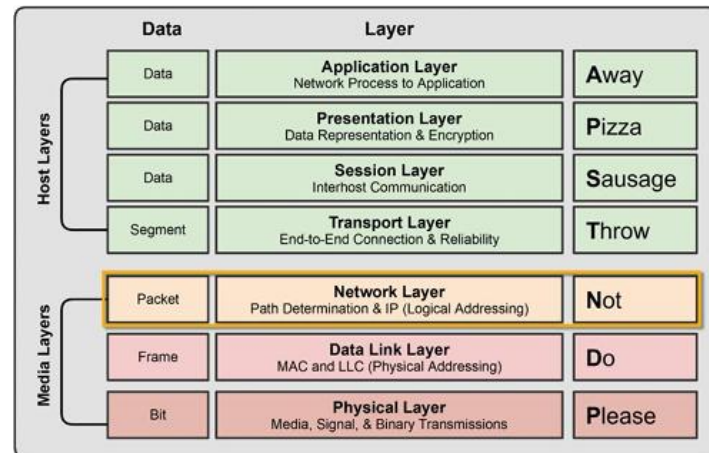 Data Layer
Host Layers
Data
Application Layer
Network Process to Application
Away
Data
Presentation Layer
Data Representation & Encryption
Pizza
Data
Session Layer
Interhost Communication
Sausage
Segment
Transport Layer
End-to-End Connection & Reliability
Throw
Media Layers
Packet
Network Layer
Path Determination & IP (Logical Addressing)
Not
Frame
Data Link Layer
MAC and LLC (Physical Addressing)
Do
Bit
Physical Layer
Media, Signal, & Binary Transmissions
Please